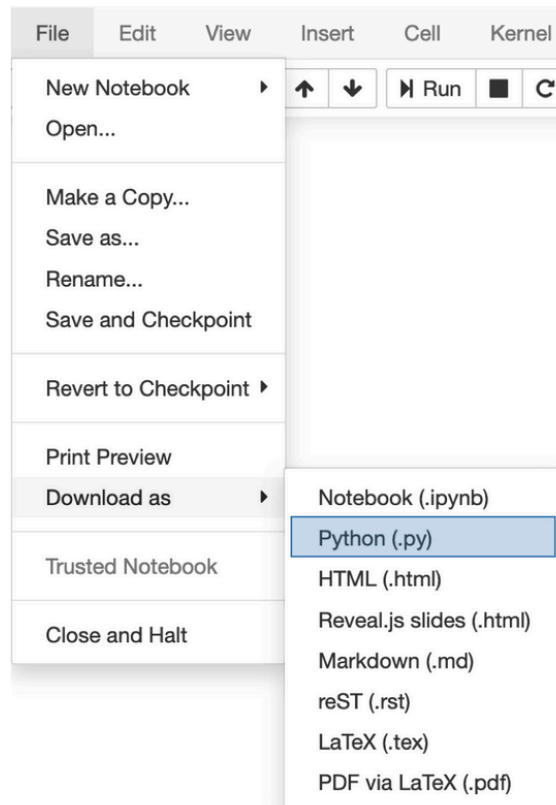 File Edit View Insert Cell Kernel
New Notebook
Run
Open...
Make a Copy...
Save as...
Rename...
Save and Checkpoint
Revert to Checkpoint
Print Preview
Download as
Trusted Notebook
Close and Halt
Notebook (.ipynb)
Python (.py)
HTML (.html)
Reveal.js slides (.html)
Markdown (.md)
reST (.rst)
LaTeX (.tex)
PDF via LaTeX (.pdf)